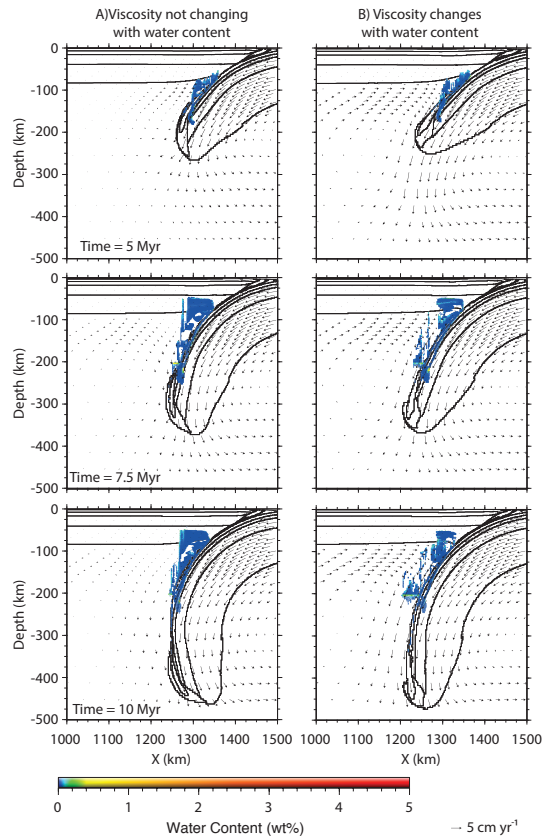 A)Viscosity not changing
with water content
B) Viscosity changes
with water content
0
-100
-200
-300
-400
-500
Depth (km)
Time = 5 Myr
0
-100
-200
-300
-400
-500
Depth (km)
Time = 7.5 Myr
0
-100
-200
-300
-400
-500
Depth (km)
Time = 10 Myr
1000 1100 1200 1300 1400 1500
X (km)
1000 1100 1200 1300 1400 1500
X (km)
0 1 2 3 4 5
Water Content (wt%)
→ 5 cm yr⁻¹